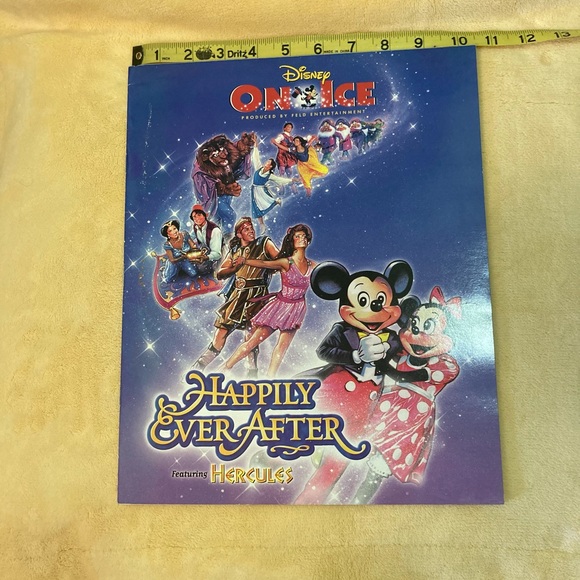 1 2 3 Dritz 4 5 6 7 8 9 10 11 12 13
Disney
ON ICE
PRODUCED BY FELD ENTERTAINMENT
HAPPILY
EVER AFTER
Featuring HERCULES